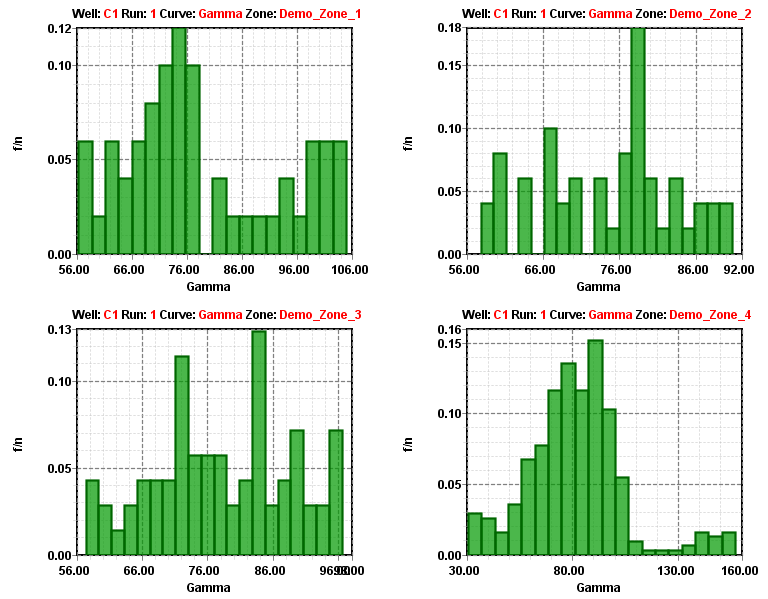 Well: C1 Run: 1 Curve: Gamma Zone: Demo_Zone_1
0.12
0.10
0.05
0.00
f/n
56.00 66.00 76.00 86.00 96.00 106.00
Gamma
Well: C1 Run: 1 Curve: Gamma Zone: Demo_Zone_2
0.18
0.15
0.10
0.05
0.00
f/n
56.00 66.00 76.00 86.00 92.00
Gamma
Well: C1 Run: 1 Curve: Gamma Zone: Demo_Zone_3
0.13
0.10
0.05
0.00
f/n
56.00 66.00 76.00 86.00
Gamma
Well: C1 Run: 1 Curve: Gamma Zone: Demo_Zone_4
0.16
0.15
0.10
0.05
0.00
f/n
30.00 80.00 130.00 160.00
Gamma